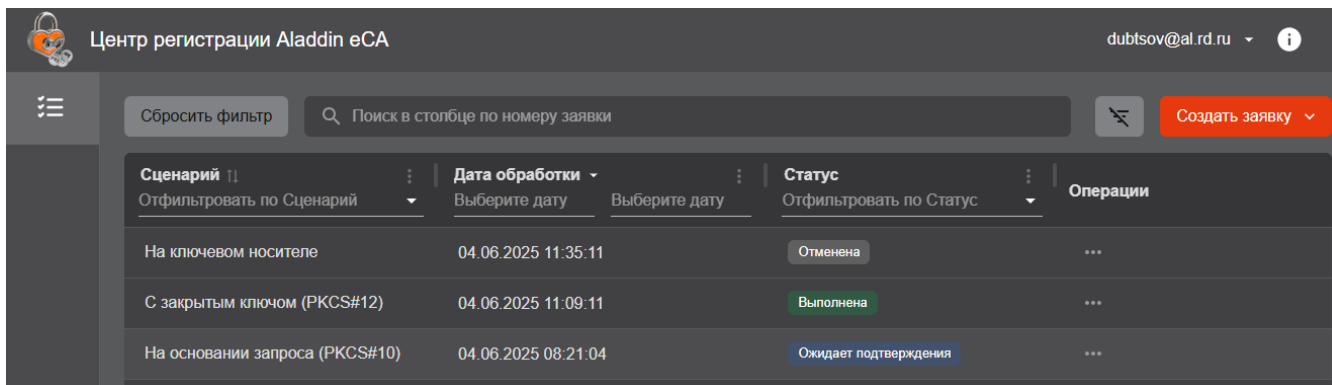 Центр регистрации Aladdin eCA
dubtsov@al.rd.ru
Сбросить фильтр
Поиск в столбце по номеру заявки
Создать заявку
Сценарий
Дата обработки
Статус
Операции
Отфильтровать по Сценарий
Выберите дату
Выберите дату
Отфильтровать по Статус
На ключевом носителе 04.06.2025 11:35:11 Отменена
С закрытым ключом (PKCS#12) 04.06.2025 11:09:11 Выполнена
На основании запроса (PKCS#10) 04.06.2025 08:21:04 Ожидает подтверждения